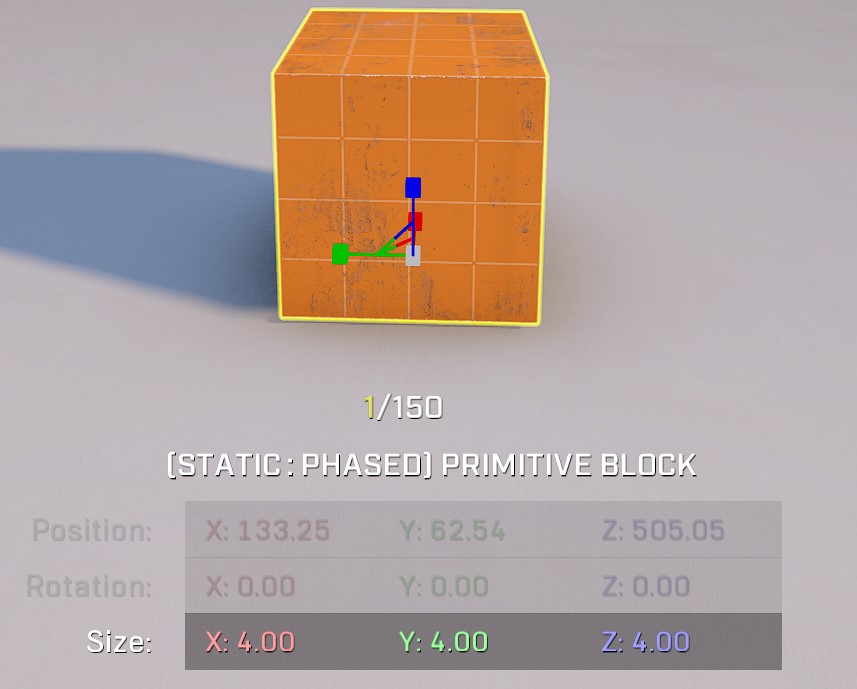 1/150
[STATIC : PHASED] PRIMITIVE BLOCK
Position: X: 133.25 Y: 62.54 Z: 505.05
Rotation: X: 0.00 Y: 0.00 Z: 0.00
Size: X: 4.00 Y: 4.00 Z: 4.00